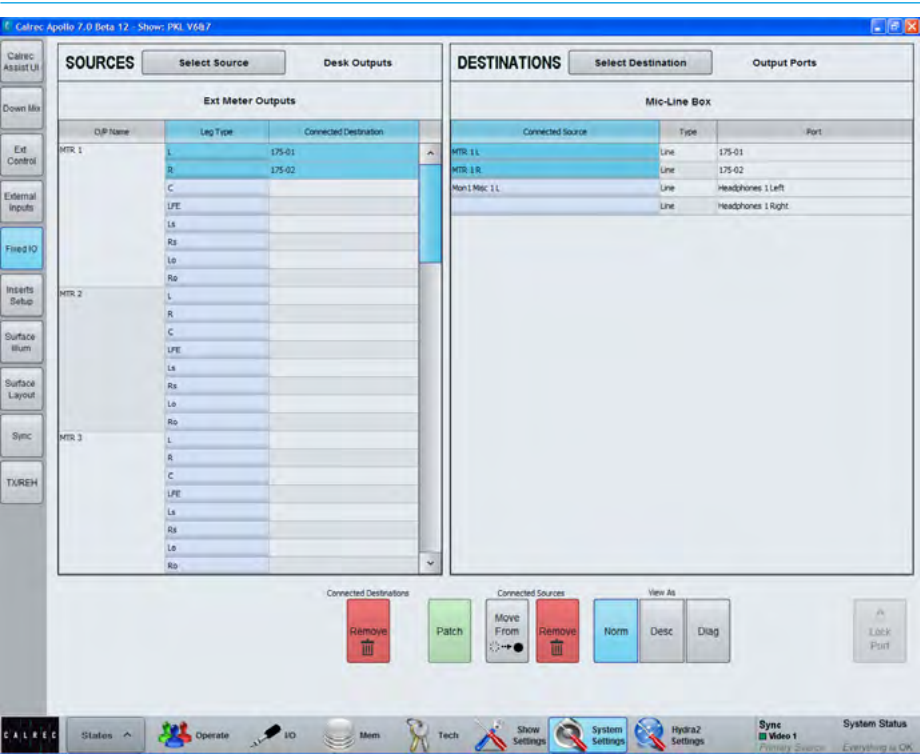 Calrec Apollo 7.0 Beta 12 - Show: PKL V6&7
Calrec Assist UI
Down Mix
Ext Control
External Inputs
Fixed IO
Inserts Setup
Surface Illum
Surface Layout
Sync
TX/REH
SOURCES Select Source Desk Outputs
Ext Meter Outputs
O/P Name Leg Type Connected Destination
MTR 1 L 175-01
R 175-02
C
LFE
Ls
Rs
Lo
Ro
MTR 2 L
R
C
LFE
Ls
Rs
Lo
Ro
MTR 3 L
R
C
LFE
Ls
Rs
Lo
Ro
DESTINATIONS Select Destination Output Ports
Mic-Line Box
Connected Source Type Port
MTR 1 L Line 175-01
MTR 1 R Line 175-02
Mon1 Misc 1 L Line Headphones 1 Left
Line Headphones 1 Right
Connected Destinations Connected Sources View As
Remove
Patch
Move From
Remove
Norm
Desc
Diag
Lock Port
CALREC
States
Operate
I/O
Mem
Tech
Show Settings
System Settings
Hydra2 Settings
Sync
Video 1
Primary Source
System Status
Everything is OK